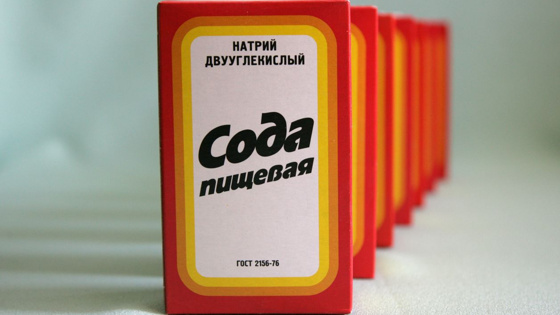 НАТРИЙ
ДВУУГЛЕКИСЛЫЙ
Сода
пищевая
ГОСТ 2156-76